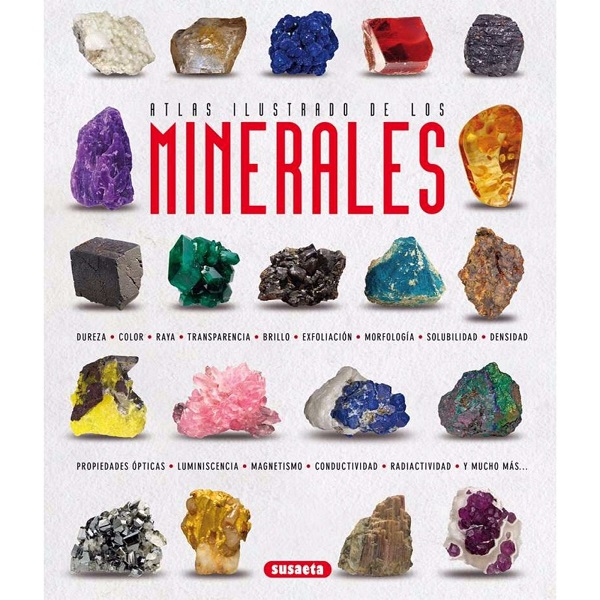 ATLAS ILUSTRADO DE LOS
MINERALES
DUREZA • COLOR • RAYA • TRANSPARENCIA • BRILLO • EXFOLIACIÓN • MORFOLOGÍA • SOLUBILIDAD • DENSIDAD
PROPIEDADES ÓPTICAS • LUMINISCENCIA • MAGNETISMO • CONDUCTIVIDAD • RADIACTIVIDAD • Y MUCHO MÁS...
susaeta